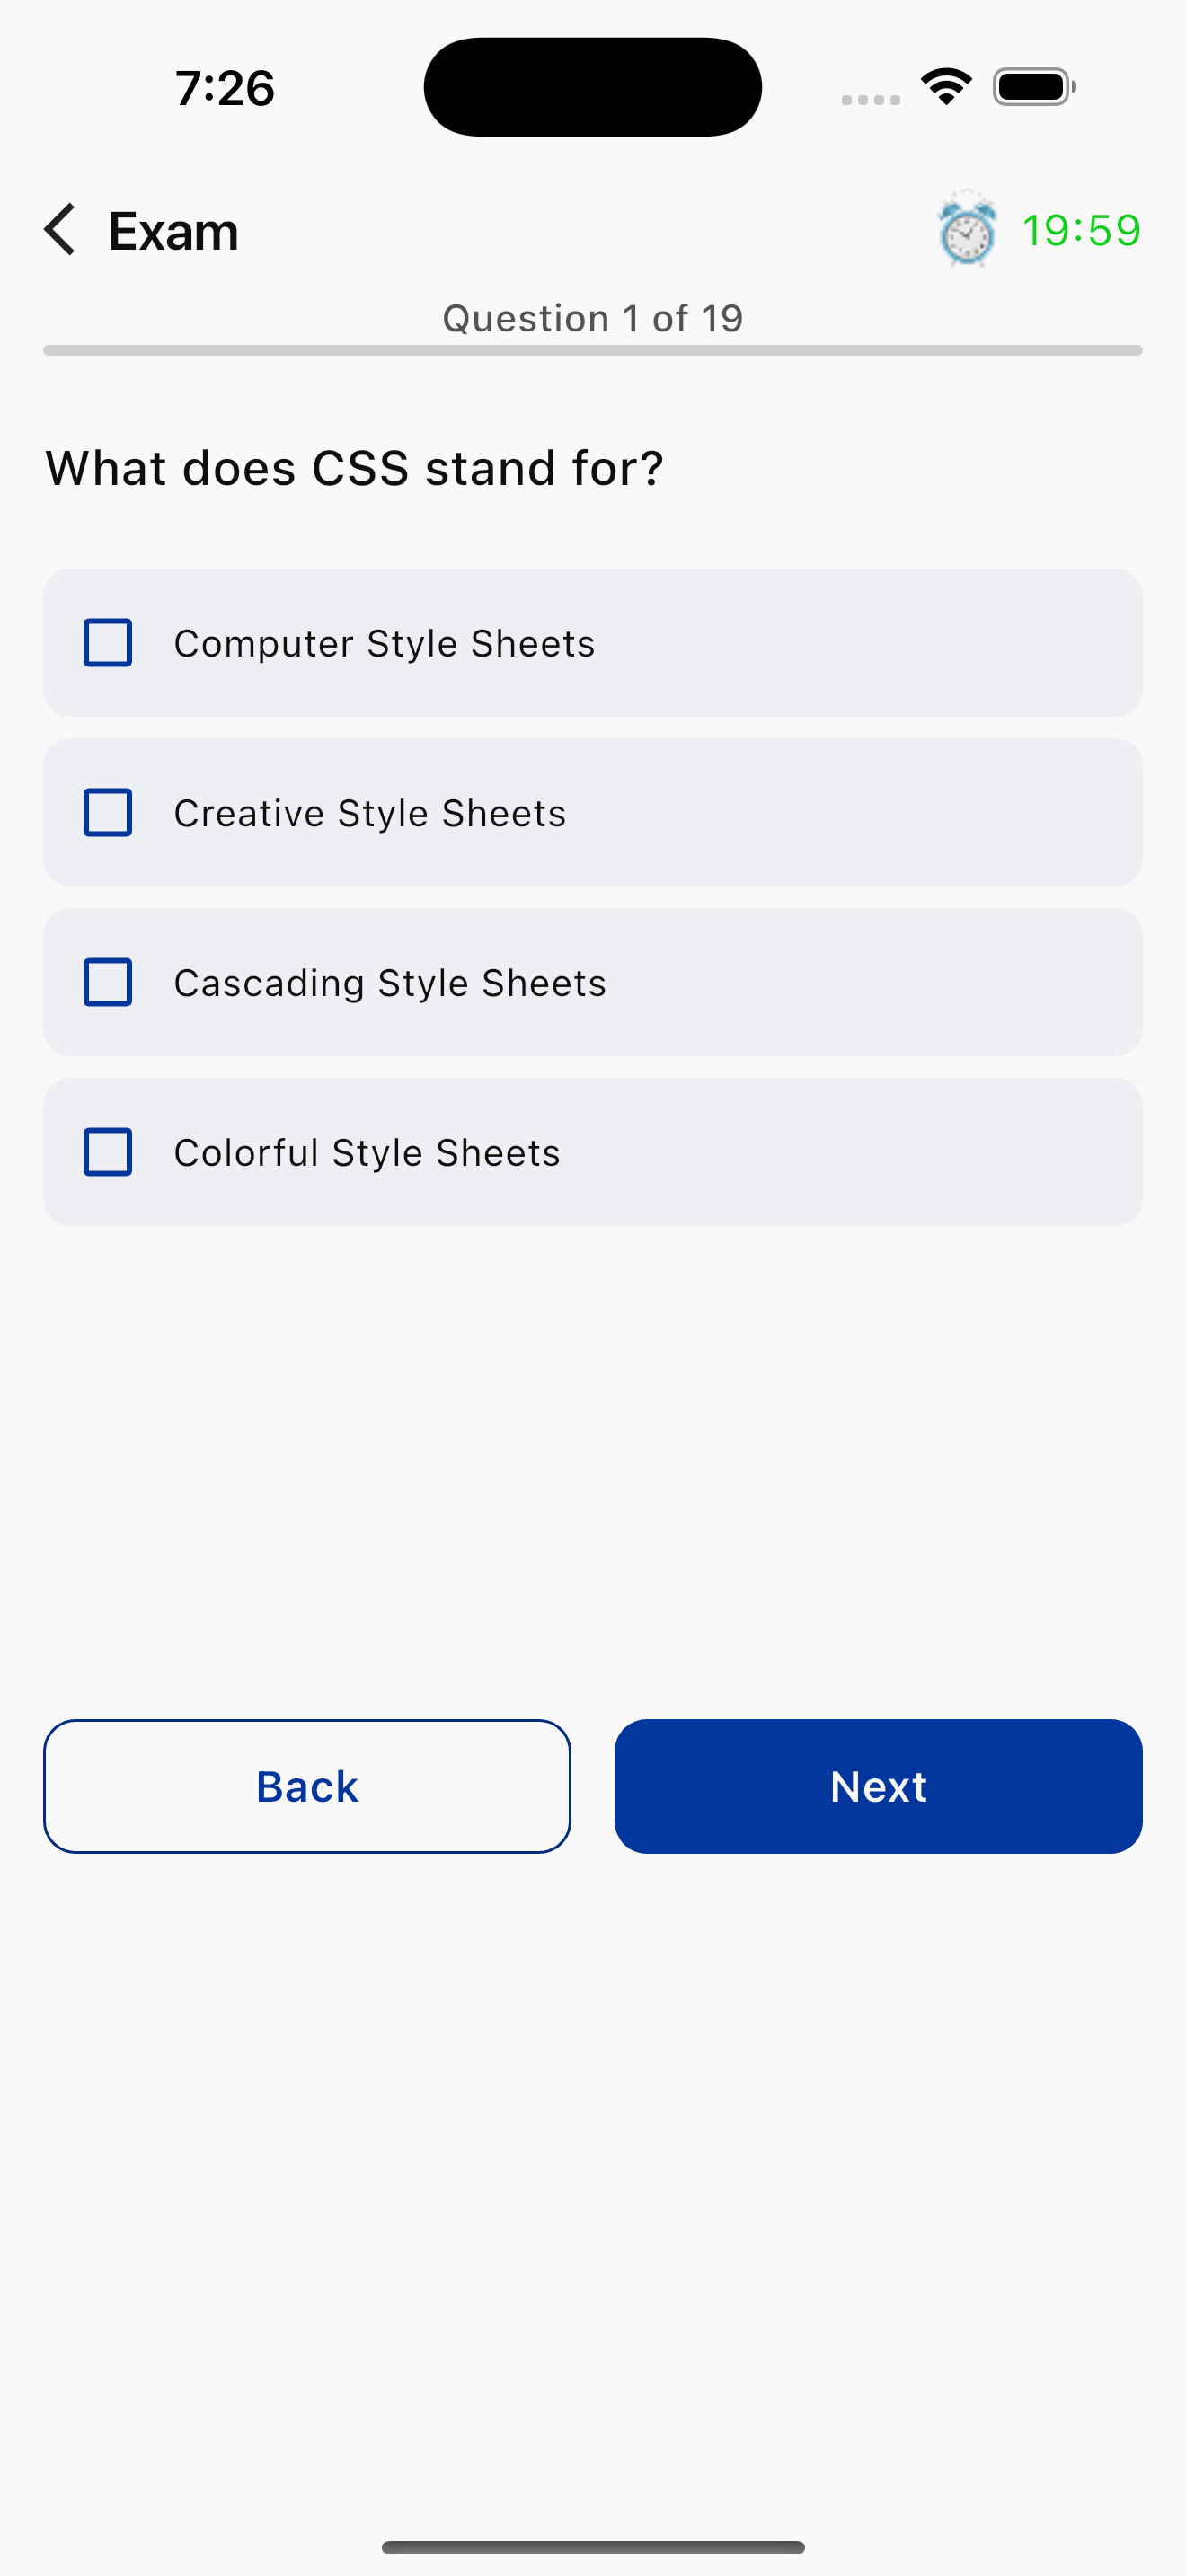 7:26
Exam
19:59
Question 1 of 19
What does CSS stand for?
Computer Style Sheets
Creative Style Sheets
Cascading Style Sheets
Colorful Style Sheets
Back
Next